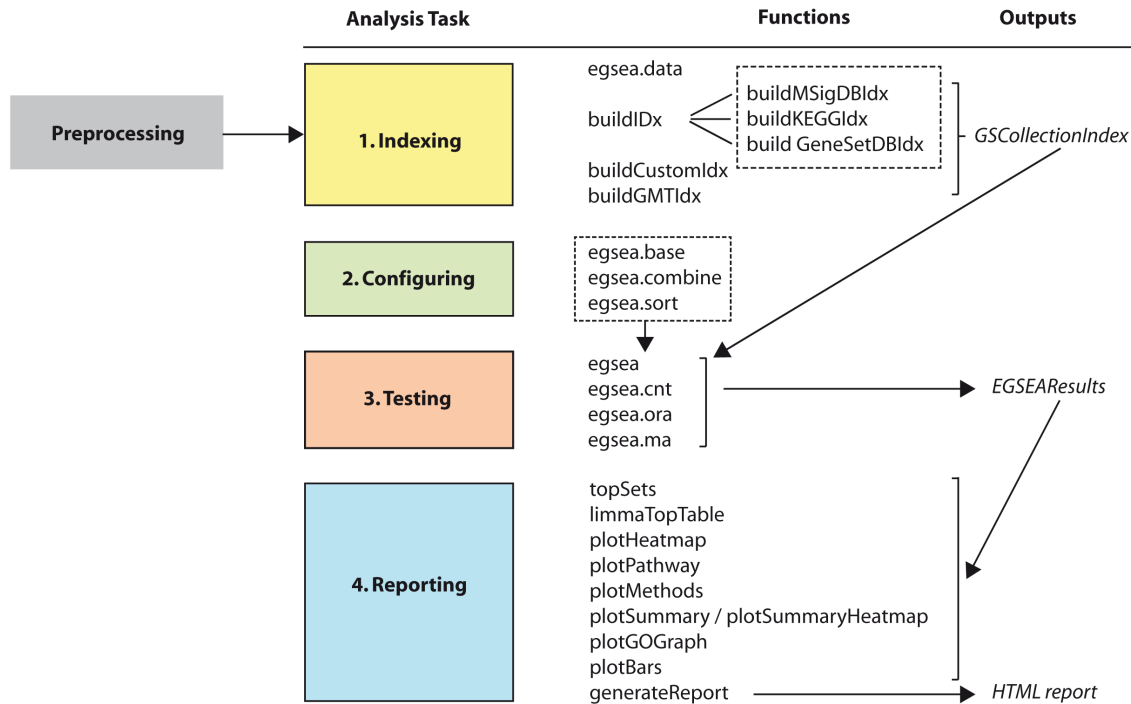 Analysis Task
Functions
Outputs
Preprocessing
1. Indexing
egsea.data
buildIDx
buildMSigDBIdx
buildKEGGIdx
build GeneSetDBIdx
buildCustomIdx
buildGMTIdx
GSCollectionIndex
2. Configuring
egsea.base
egsea.combine
egsea.sort
3. Testing
egsea
egsea.cnt
egsea.ora
egsea.ma
EGSEAResults
4. Reporting
topSets
limmaTopTable
plotHeatmap
plotPathway
plotMethods
plotSummary / plotSummaryHeatmap
plotGOGraph
plotBars
generateReport
HTML report